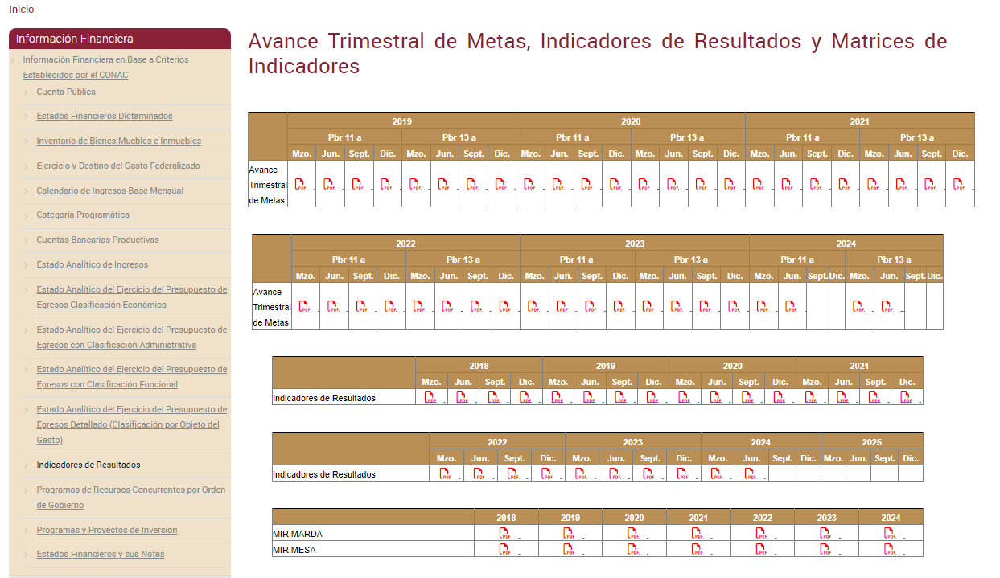 Inicio
Información Financiera
Información Financiera en Base a Criterios
Establecidos por el CONAC
Cuenta Pública
Estados Financieros Dictaminados
Inventario de Bienes Muebles e Inmuebles
Ejercicio y Destino del Gasto Federalizado
Calendario de Ingresos Base Mensual
Categoría Programática
Cuentas Bancarias Productivas
Estado Analítico de Ingresos
Estado Analítico del Ejercicio del Presupuesto de
Egresos Clasificación Económica
Estado Analítico del Ejercicio del Presupuesto de
Egresos con Clasificación Administrativa
Estado Analítico del Ejercicio del Presupuesto de
Egresos con Clasificación Funcional
Estado Analítico del Ejercicio del Presupuesto de
Egresos Detallado (Clasificación por Objeto del
Gasto)
Indicadores de Resultados
Programas de Recursos Concurrentes por Orden
de Gobierno
Programas y Proyectos de Inversión
Estados Financieros y sus Notas
Avance Trimestral de Metas, Indicadores de Resultados y Matrices de
Indicadores
2019 2020 2021
Pbr 11 a Pbr 13 a Pbr 11 a Pbr 13 a Pbr 11 a Pbr 13 a
Mzo. Jun. Sept. Dic. Mzo. Jun. Sept. Dic. Mzo. Jun. Sept. Dic. Mzo. Jun. Sept. Dic. Mzo. Jun. Sept. Dic. Mzo. Jun. Sept. Dic.
Avance
Trimestral PDF PDF PDF PDF PDF PDF PDF PDF PDF PDF PDF PDF PDF PDF PDF PDF PDF PDF PDF PDF PDF PDF PDF PDF
de Metas
2022 2023 2024
Pbr 11 a Pbr 13 a Pbr 11 a Pbr 13 a Pbr 11 a Pbr 13 a
Mzo. Jun. Sept. Dic. Mzo. Jun. Sept. Dic. Mzo. Jun. Sept. Dic. Mzo. Jun. Sept. Dic. Mzo. Jun. Sept. Dic. Mzo. Jun. Sept. Dic.
Avance
Trimestral PDF PDF PDF PDF PDF PDF PDF PDF PDF PDF PDF PDF PDF PDF PDF PDF PDF PDF PDF PDF
de Metas
2018 2019 2020 2021
Mzo. Jun. Sept. Dic. Mzo. Jun. Sept. Dic. Mzo. Jun. Sept. Dic. Mzo. Jun. Sept. Dic.
Indicadores de Resultados PDF PDF PDF PDF PDF PDF PDF PDF PDF PDF PDF PDF PDF PDF PDF PDF
2022 2023 2024 2025
Mzo. Jun. Sept. Dic. Mzo. Jun. Sept. Dic. Mzo. Jun. Sept. Dic. Mzo. Jun. Sept. Dic.
Indicadores de Resultados PDF PDF PDF PDF PDF PDF PDF PDF PDF PDF
2018 2019 2020 2021 2022 2023 2024
MIR MARDA PDF PDF PDF PDF PDF PDF PDF
MIR MESA PDF PDF PDF PDF PDF PDF PDF